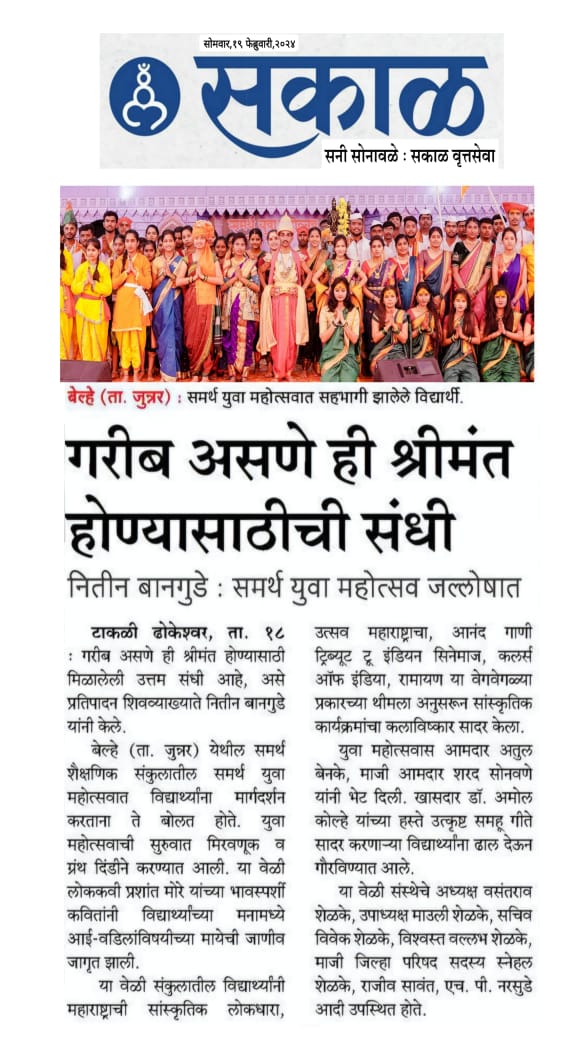 सोमवार,१९ फेब्रुवारी,२०२४
सकाळ
सनी सोनावळे : सकाळ वृत्तसेवा
बेल्हे (ता. जुन्नर) : समर्थ युवा महोत्सवात सहभागी झालेले विद्यार्थी.
गरीब असणे ही श्रीमंत
होण्यासाठीची संधी
नितीन बानगुडे : समर्थ युवा महोत्सव जल्लोषात
टाकळी ढोकेश्वर, ता. १८
: गरीब असणे ही श्रीमंत होण्यासाठी
मिळालेली उत्तम संधी आहे, असे
प्रतिपादन शिवव्याख्याते नितीन बानगुडे
यांनी केले.
बेल्हे (ता. जुन्नर) येथील समर्थ
शैक्षणिक संकुलातील समर्थ युवा
महोत्सवात विद्यार्थ्यांना मार्गदर्शन
करताना ते बोलत होते. युवा
महोत्सवाची सुरुवात मिरवणूक व
ग्रंथ दिंडीने करण्यात आली. या वेळी
लोककवी प्रशांत मोरे यांच्या भावस्पर्शी
कवितांनी विद्यार्थ्यांच्या मनामध्ये
आई-वडिलांविषयीच्या मायेची जाणीव
जागृत झाली.
या वेळी संकुलातील विद्यार्थ्यांनी
महाराष्ट्राची सांस्कृतिक लोकधारा,
उत्सव महाराष्ट्राचा, आनंद गाणी
ट्रिब्यूट टू इंडियन सिनेमाज, कलर्स
ऑफ इंडिया, रामायण या वेगवेगळ्या
प्रकारच्या थीमला अनुसरून सांस्कृतिक
कार्यक्रमांचा कलाविष्कार सादर केला.
युवा महोत्सवास आमदार अतुल
बेनके, माजी आमदार शरद सोनवणे
यांनी भेट दिली. खासदार डॉ. अमोल
कोल्हे यांच्या हस्ते उत्कृष्ट समहू गीते
सादर करणाऱ्या विद्यार्थ्यांना ढाल देऊन
गौरविण्यात आले.
या वेळी संस्थेचे अध्यक्ष वसंतराव
शेळके, उपाध्यक्ष माउली शेळके, सचिव
विवेक शेळके, विश्वस्त वल्लभ शेळके,
माजी जिल्हा परिषद सदस्य स्नेहल
शेळके, राजीव सावंत, एच. पी. नरसुडे
आदी उपस्थित होते.